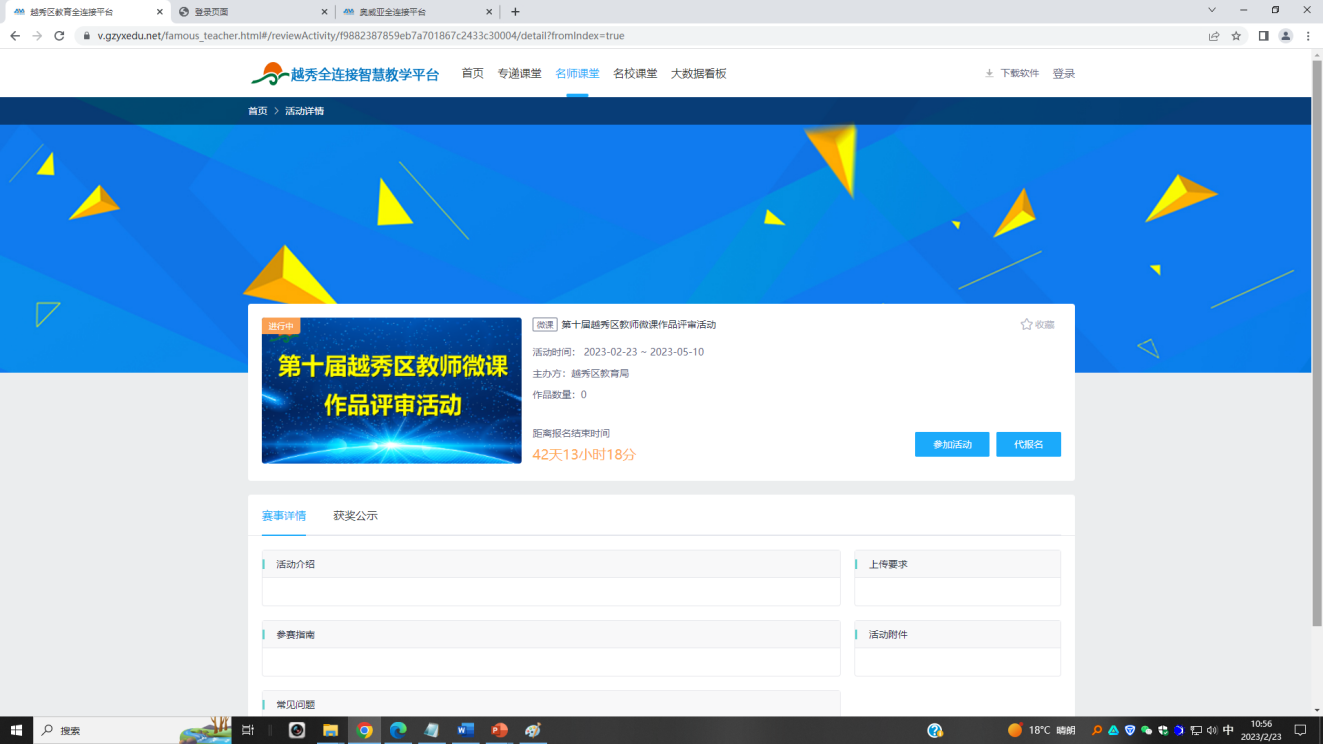 越秀区教育全连接平台
登录页面
奥威亚全连接平台
v.gzyxedu.net/famous_teacher.html#/reviewActivity/f9882387859eb7a701867c2433c30004/detail?fromIndex=true
越秀全连接智慧教学平台
首页 专递课堂 名师课堂 名校课堂 大数据看板
下载软件 登录
首页 > 活动详情
进行中
第十届越秀区教师微课
作品评审活动
微课 第十届越秀区教师微课作品评审活动
收藏
活动时间: 2023-02-23 ~ 2023-05-10
主办方: 越秀区教育局
作品数量: 0
距离报名结束时间
42天13小时18分
参加活动 代报名
赛事详情 获奖公示
活动介绍
上传要求
参赛指南
活动附件
常见问题
搜索
18°C 晴朗
中
10:56
2023/2/23